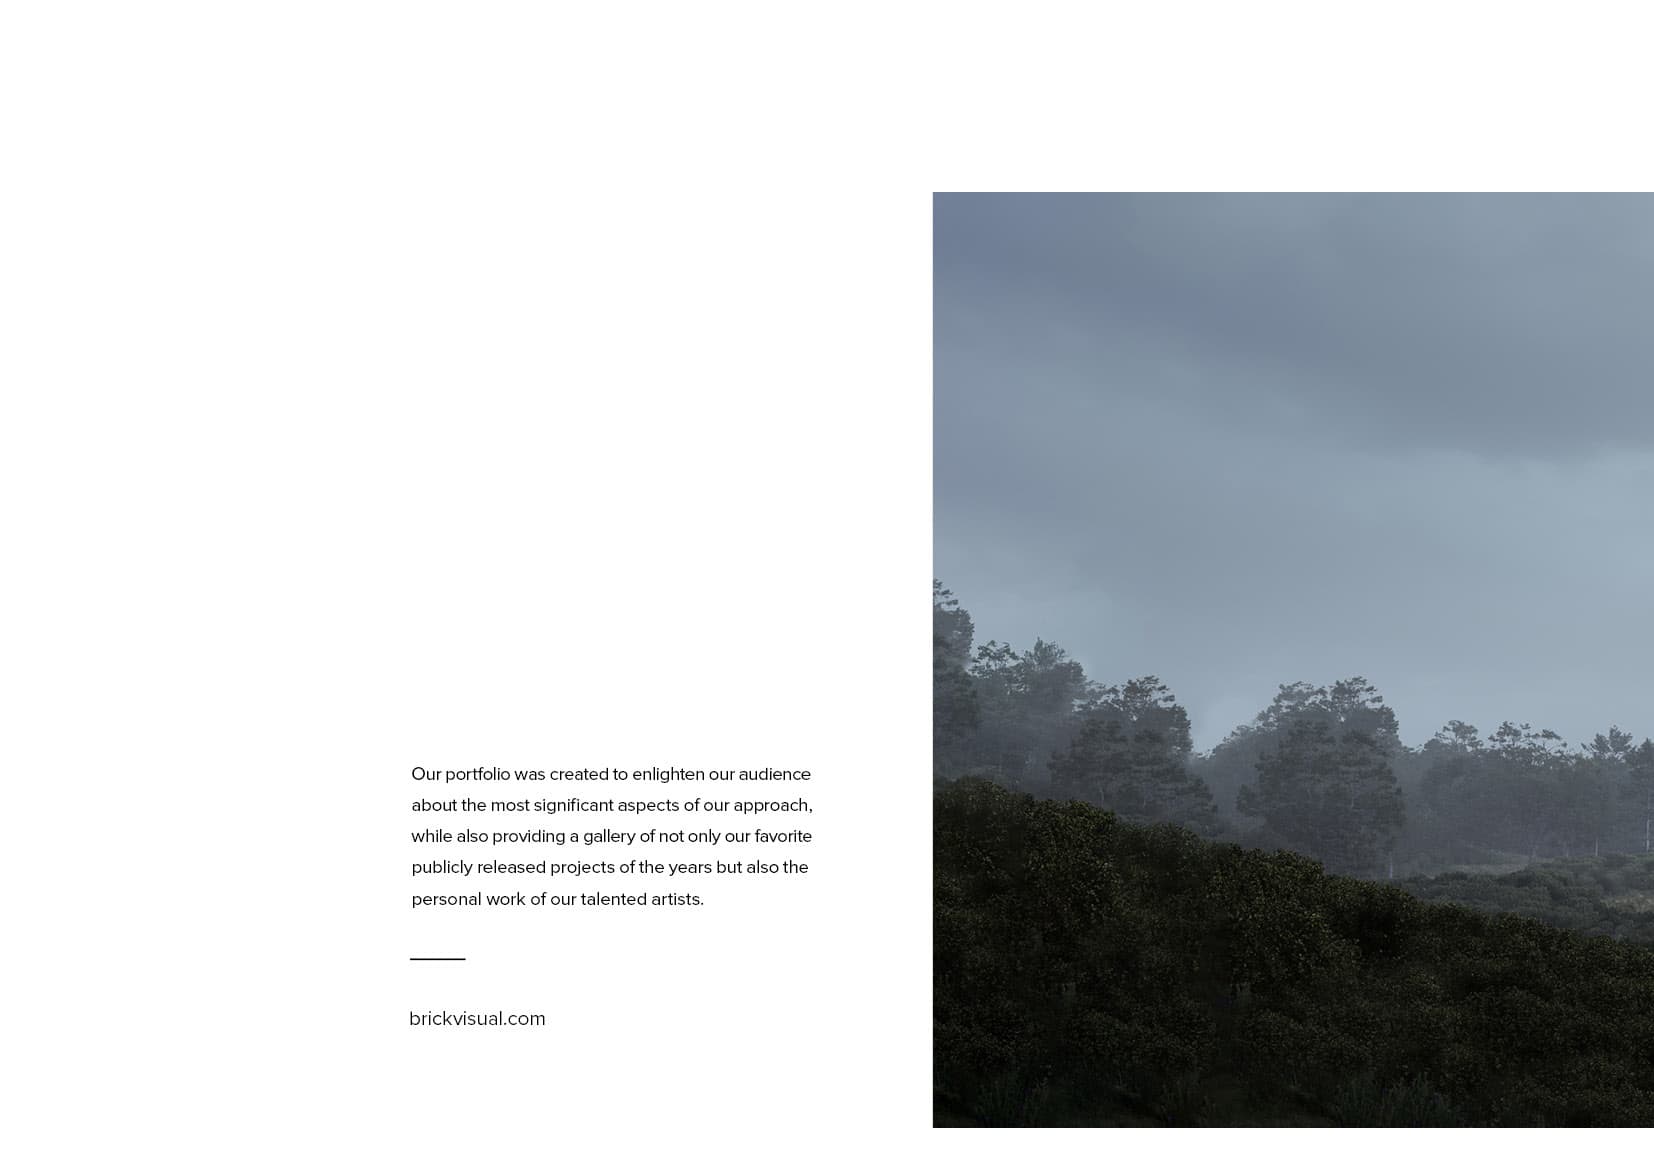 Our portfolio was created to enlighten our audience
about the most significant aspects of our approach,
while also providing a gallery of not only our favorite
publicly released projects of the years but also the
personal work of our talented artists.
brickvisual.com